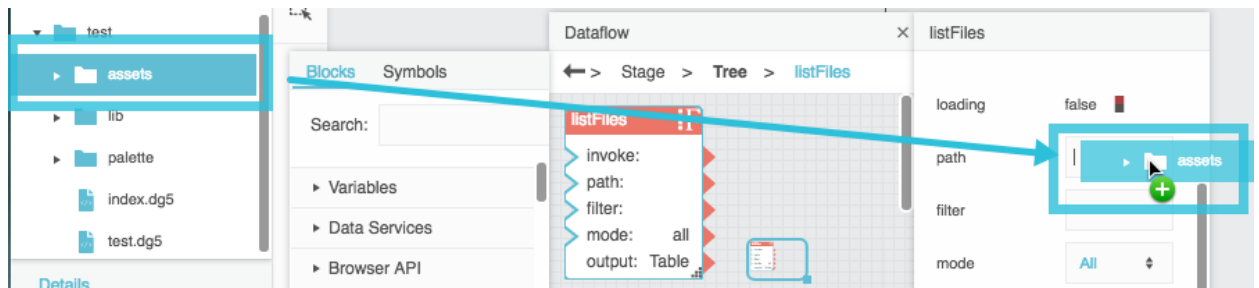 test
assets
lib
palette
index.dg5
test.dg5
Details
Blocks
Symbols
Search:
Variables
Data Services
Browser API
Dataflow
Stage > Tree > listFiles
listFiles
invoke:
path:
filter:
mode: all
output: Table
listFiles
loading false
path
assets
filter
mode All